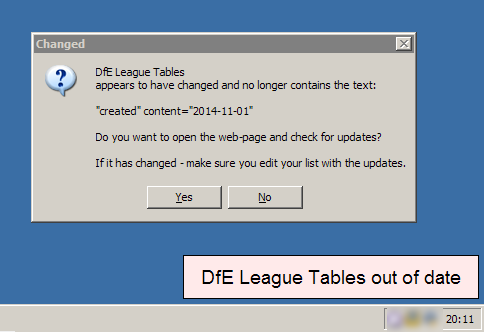 Changed
DfE League Tables
appears to have changed and no longer contains the text:
"created" content="2014-11-01"
Do you want to open the web-page and check for updates?
If it has changed - make sure you edit your list with the updates.
Yes
No
DfE League Tables out of date
20:11